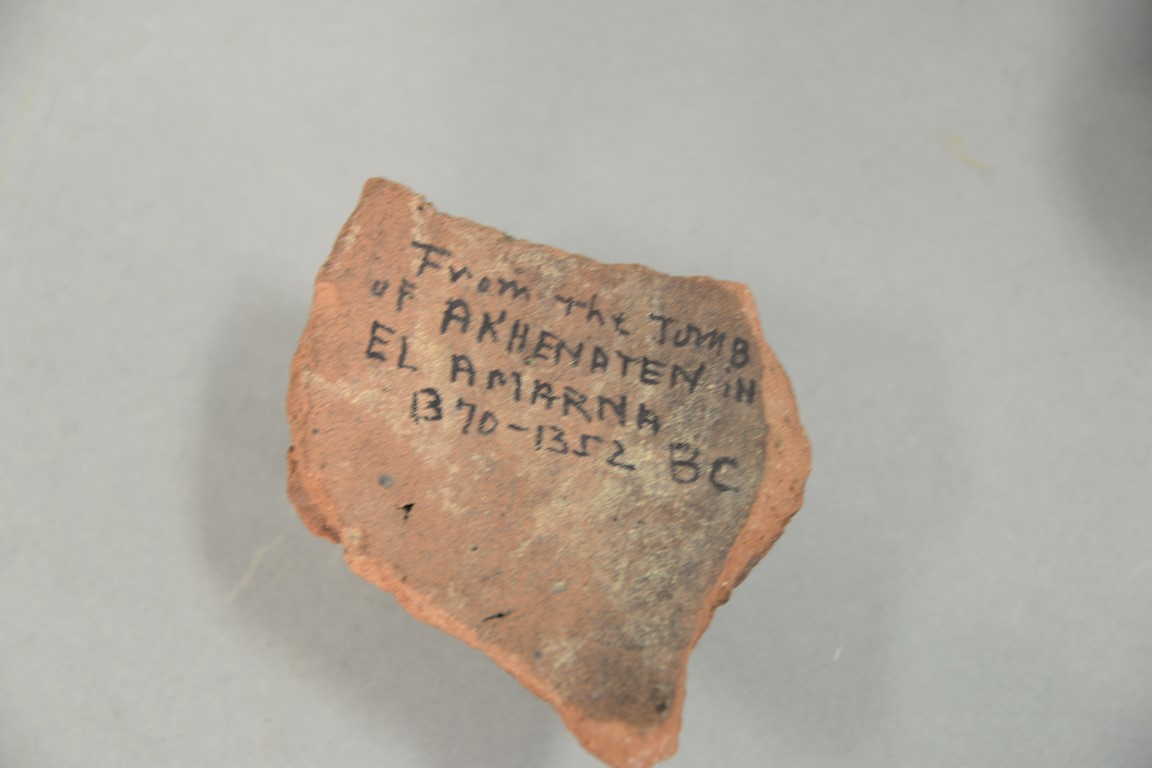 From the TOMB
OF AKHENATEN iN
EL AMARNA
1370-1352 BC